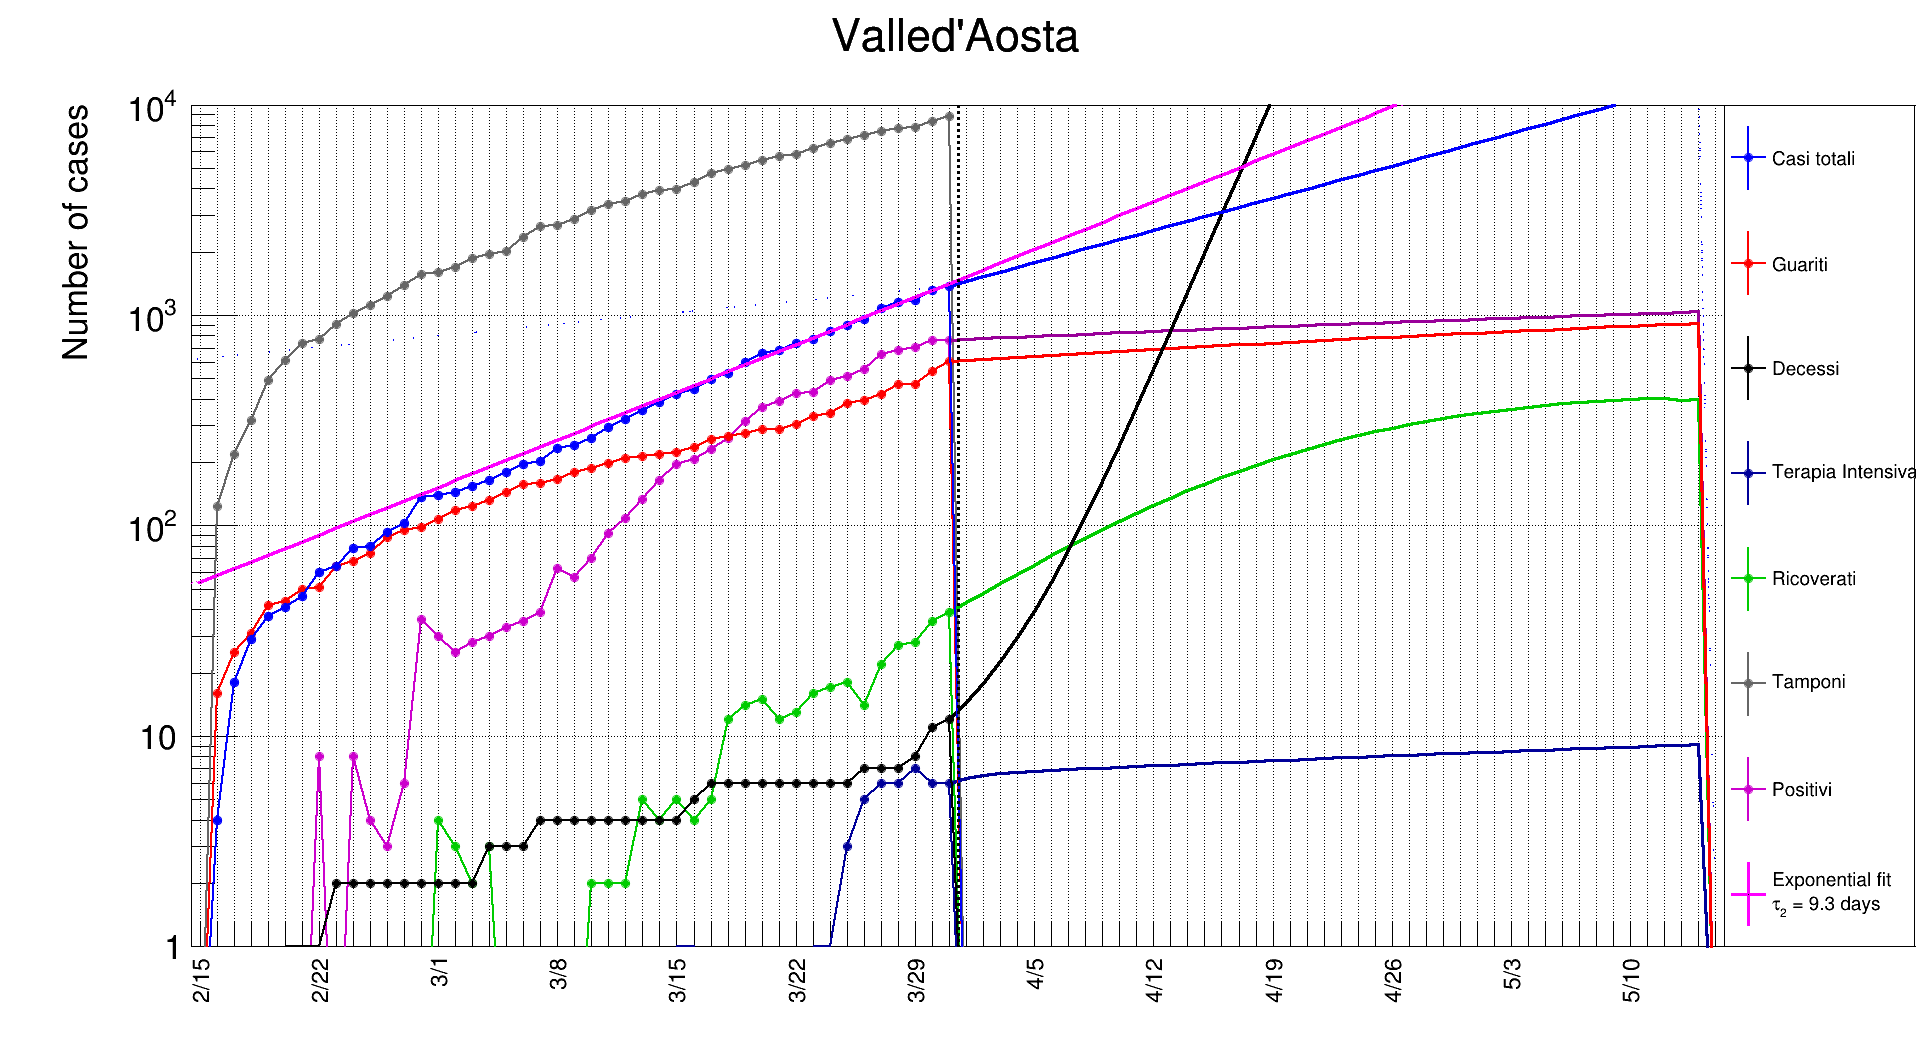 Valled'Aosta
Number of cases
10^4
10^3
10^2
10
1
2/15 2/22 3/1 3/8 3/15 3/22 3/29 4/5 4/12 4/19 4/26 5/3 5/10
Casi totali
Guariti
Decessi
Terapia Intensiva
Ricoverati
Tamponi
Positivi
Exponential fit
τ_2 = 9.3 days